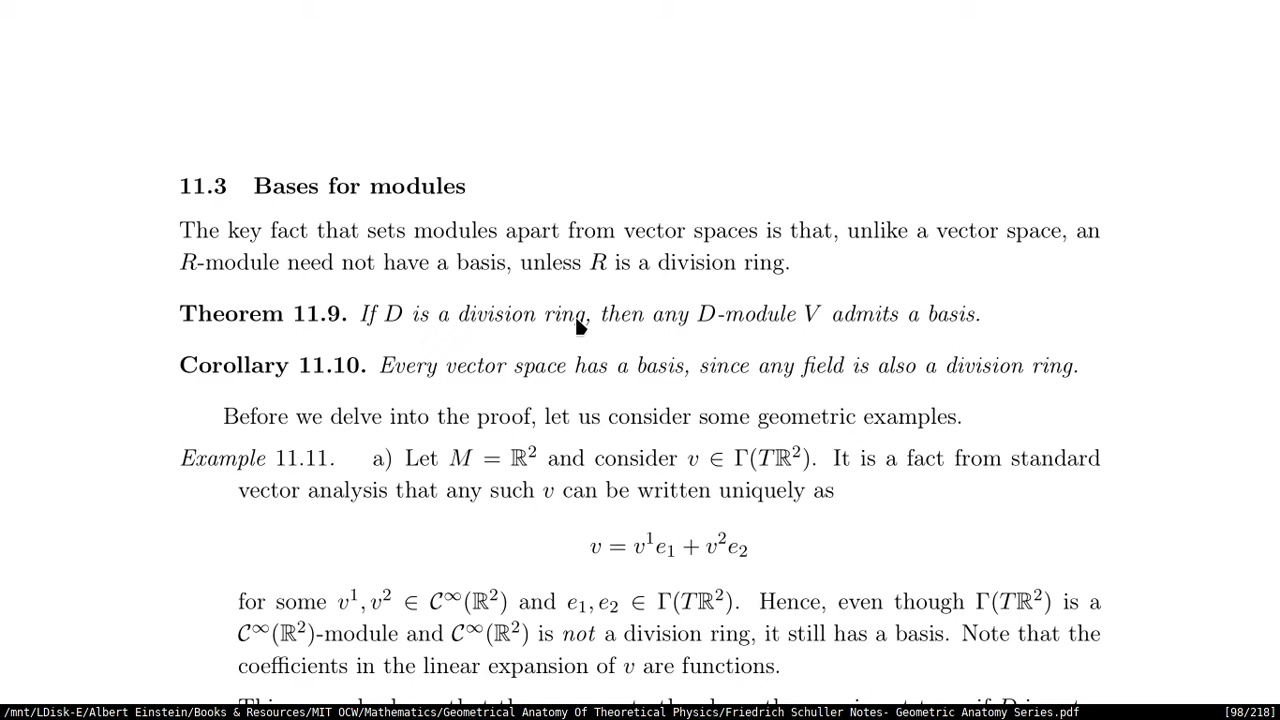 11.3 Bases for modules
The key fact that sets modules apart from vector spaces is that, unlike a vector space, an
R-module need not have a basis, unless R is a division ring.
Theorem 11.9. If D is a division ring, then any D-module V admits a basis.
Corollary 11.10. Every vector space has a basis, since any field is also a division ring.
Before we delve into the proof, let us consider some geometric examples.
Example 11.11. a) Let M = ℝ² and consider v ∈ Γ(Tℝ²). It is a fact from standard
vector analysis that any such v can be written uniquely as
v = v¹e₁ + v²e₂
for some v¹, v² ∈ 𝒞^∞(ℝ²) and e₁, e₂ ∈ Γ(Tℝ²). Hence, even though Γ(Tℝ²) is a
𝒞^∞(ℝ²)-module and 𝒞^∞(ℝ²) is not a division ring, it still has a basis. Note that the
coefficients in the linear expansion of v are functions.
/mnt/LDisk-E/Albert Einstein/Books & Resources/MIT OCW/Mathematics/Geometrical Anatomy Of Theoretical Physics/Friedrich Schuller Notes- Geometric Anatomy Series.pdf [98/218]